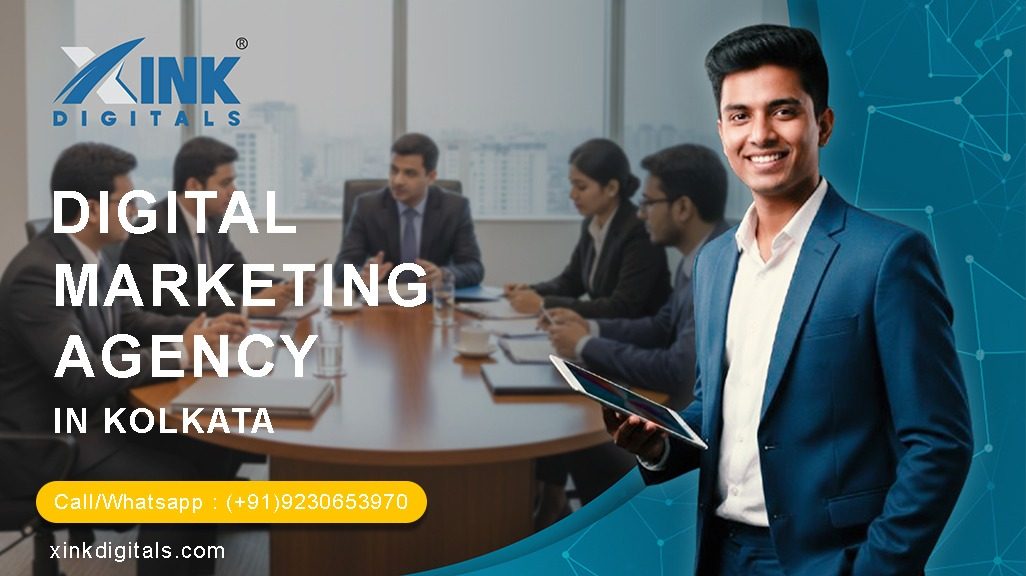 XINK®
DIGITALS
DIGITAL
MARKETING
AGENCY
IN KOLKATA
Call/Whatsapp : (+91)9230653970
xinkdigitals.com